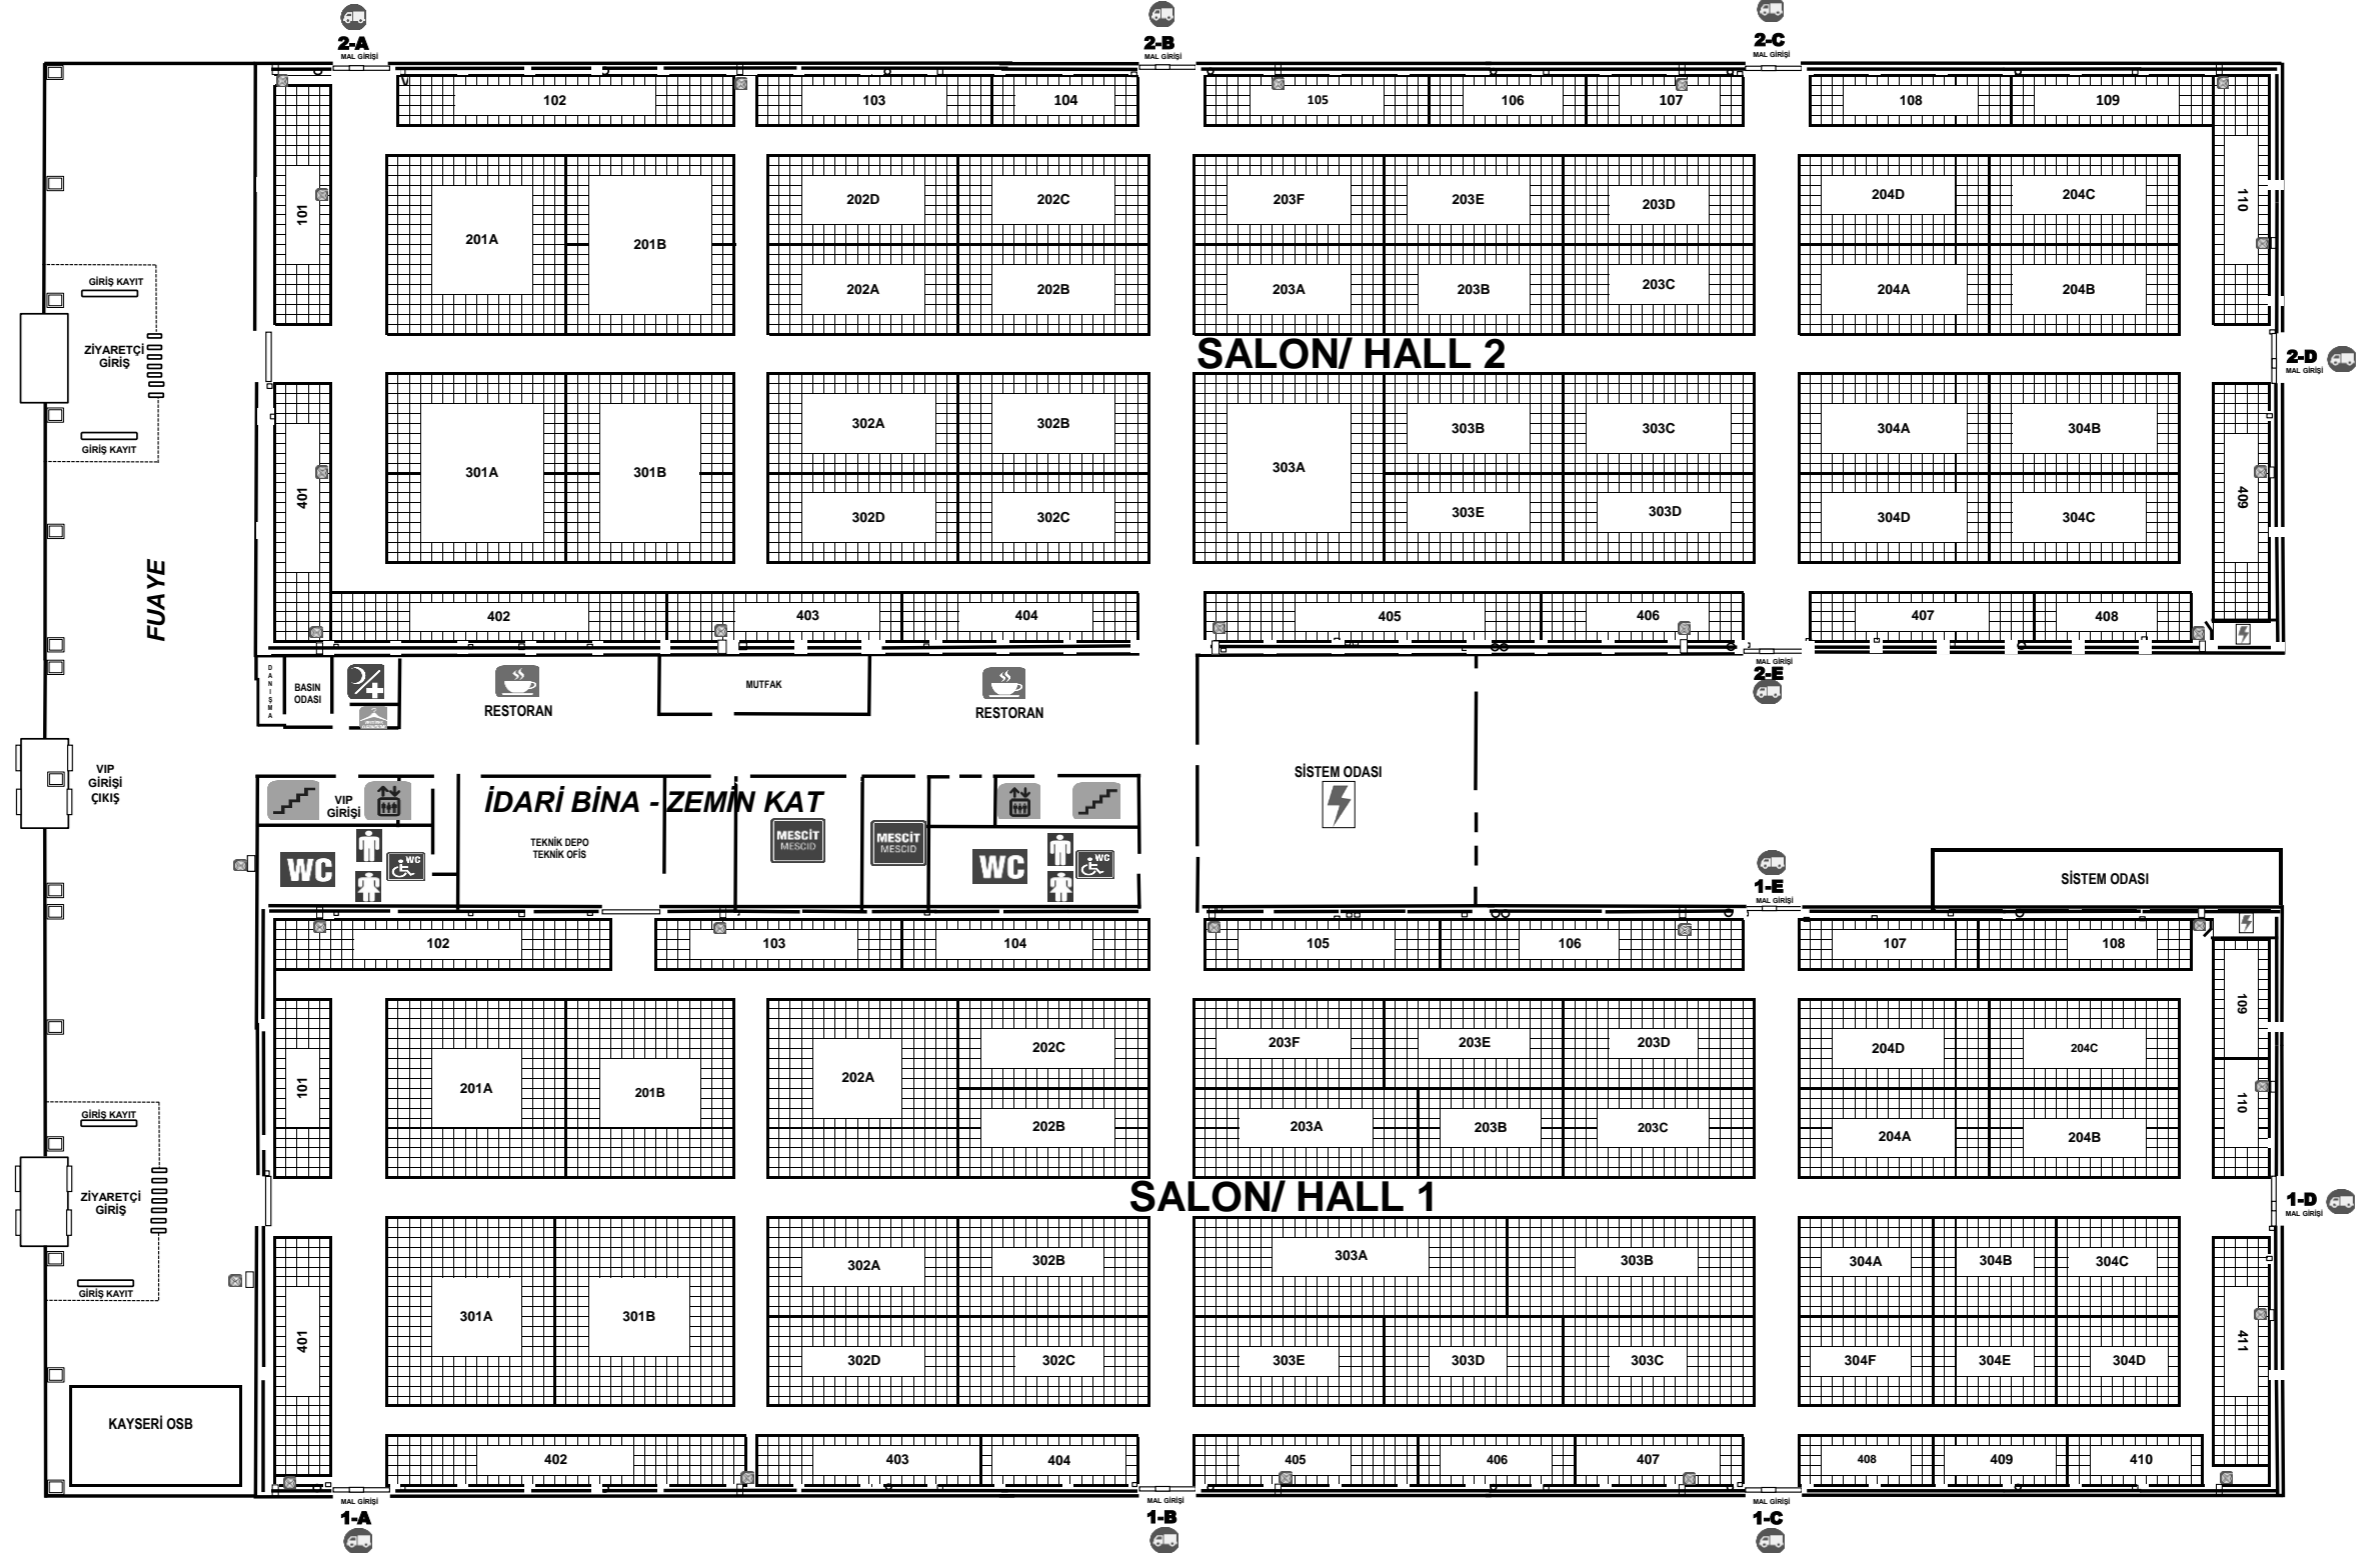 2-A
MAL GİRİŞİ
2-B
MAL GİRİŞİ
2-C
MAL GİRİŞİ
102
103
104
105
106
107
108
109
101
110
201A
201B
202D
202C
203F
203E
203D
204D
204C
202A
202B
203A
203B
203C
204A
204B
GİRİŞ KAYIT
ZİYARETÇİ
GİRİŞ
GİRİŞ KAYIT
SALON/ HALL 2
2-D
MAL GİRİŞİ
401
301A
301B
302A
302B
303A
303B
303C
304A
304B
409
302D
302C
303E
303D
304D
304C
FUAYE
402
403
404
405
406
407
408
MAL GİRİŞİ
2-E
DANIŞMA
BASIN
ODASI
RESTORAN
MUTFAK
RESTORAN
VIP
GİRİŞİ
ÇIKIŞ
SİSTEM ODASI
VIP
GİRİŞİ
İDARİ BİNA - ZEMİN KAT
TEKNİK DEPO
TEKNİK OFİS
MESCİT
MESCID
MESCİT
MESCID
WC
WC
WC
WC
1-E
MAL GİRİŞİ
SİSTEM ODASI
102
103
104
105
106
107
108
109
101
110
201A
201B
202A
202C
202B
203F
203E
203D
204D
204C
203A
203B
203C
204A
204B
GİRİŞ KAYIT
ZİYARETÇİ
GİRİŞ
GİRİŞ KAYIT
SALON/ HALL 1
1-D
MAL GİRİŞİ
401
301A
301B
302A
302B
303A
303B
304A
304B
304C
411
302D
302C
303E
303D
303C
304F
304E
304D
KAYSERİ OSB
402
403
404
405
406
407
408
409
410
MAL GİRİŞİ
1-A
MAL GİRİŞİ
1-B
MAL GİRİŞİ
1-C